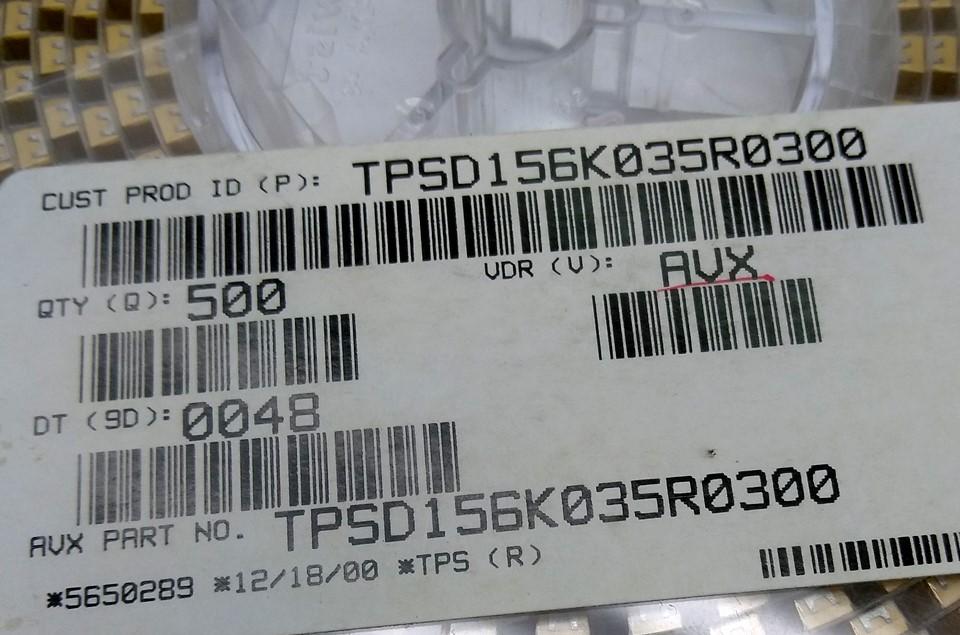 CUST PROD ID (P): TPSD156K035R0300
VDR (V): AVX
QTY (Q): 500
DT (9D): 0048
AVX PART NO. TPSD156K035R0300
*5650289 *12/18/00 *TPS (R)